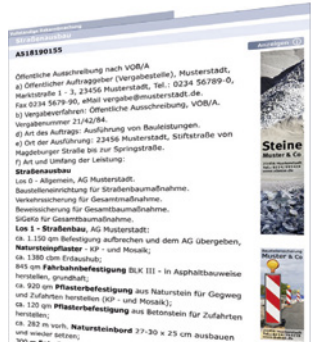 Straßenausbau
AS18190155
Anzeigen:
Öffentliche Ausschreibung nach VOB/A
a) Öffentlicher Auftraggeber (Vergabestelle), Musterstadt,
Marktstraße 1 - 3, 23456 Musterstadt, Tel.: 0234 56789-0,
Fax 0234 5679-90, eMail vergabe@musterstadt.de.
b) Vergabeverfahren: Öffentliche Ausschreibung, VOB/A.
Vergabenummer 21/42/84.
d) Art des Auftrags: Ausführung von Bauleistungen.
e) Ort der Ausführung: 22456 Musterstadt, Stiftstraße von
Magdeburger Straße bis zur Springstraße.
f) Art und Umfang der Leistung:
Straßenausbau
Los 0 - Allgemein, AG Musterstadt.
Baustelleneinrichtung für Straßenbaumaßnahme.
Verkehrssicherung für Gesamtmaßnahme.
Beweissicherung für Gesamtbaumaßnahme.
SiGeKo für Gesamtbaumaßnahme.
Los 1 - Straßenbau, AG Musterstadt:
ca. 1.150 qm Befestigung aufbrechen und dem AG übergeben,
Natursteinpflaster - KP - und Mosaik;
ca. 1380 cbm Erdaushub;
845 qm Fahrbahnbefestigung BLK III - in Asphaltbauweise
herstellen, grundhaft;
ca. 920 qm Pflasterbefestigung aus Naturstein für Gegweg
und Zufahrten herstellen (KP - und Mosaik);
ca. 120 qm Pflasterbefestigung aus Betonstein für Zufahrten
herstellen;
ca. 282 m vorh. Natursteinbord 27-30 x 25 cm ausbauen
und wieder setzen;
Steine
Muster & Co
Muster & Co